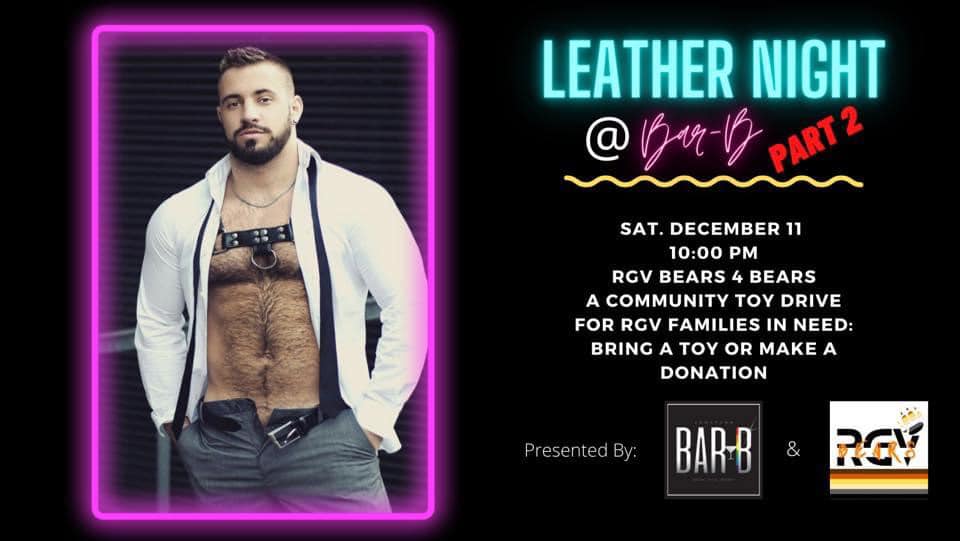 LEATHER NIGHT
@ Bar-B PART 2
SAT. DECEMBER 11
10:00 PM
RGV BEARS 4 BEARS
A COMMUNITY TOY DRIVE
FOR RGV FAMILIES IN NEED:
BRING A TOY OR MAKE A
DONATION
Presented By:
BAR-B
&
RGV
BEARS